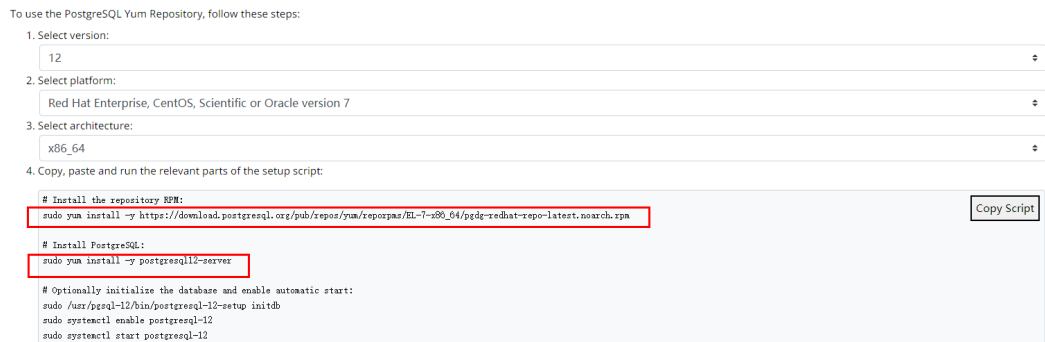 To use the PostgreSQL Yum Repository, follow these steps:
1. Select version:
12
2. Select platform:
Red Hat Enterprise, CentOS, Scientific or Oracle version 7
3. Select architecture:
x86_64
4. Copy, paste and run the relevant parts of the setup script:
# Install the repository RPM:
sudo yum install -y https://download.postgresql.org/pub/repos/yum/reporpms/EL-7-x86_64/pgdg-redhat-repo-latest.noarch.rpm
Copy Script
# Install PostgreSQL:
sudo yum install -y postgresql12-server
# Optionally initialize the database and enable automatic start:
sudo /usr/pgsql-12/bin/postgresql-12-setup initdb
sudo systemctl enable postgresql-12
sudo systemctl start postgresql-12